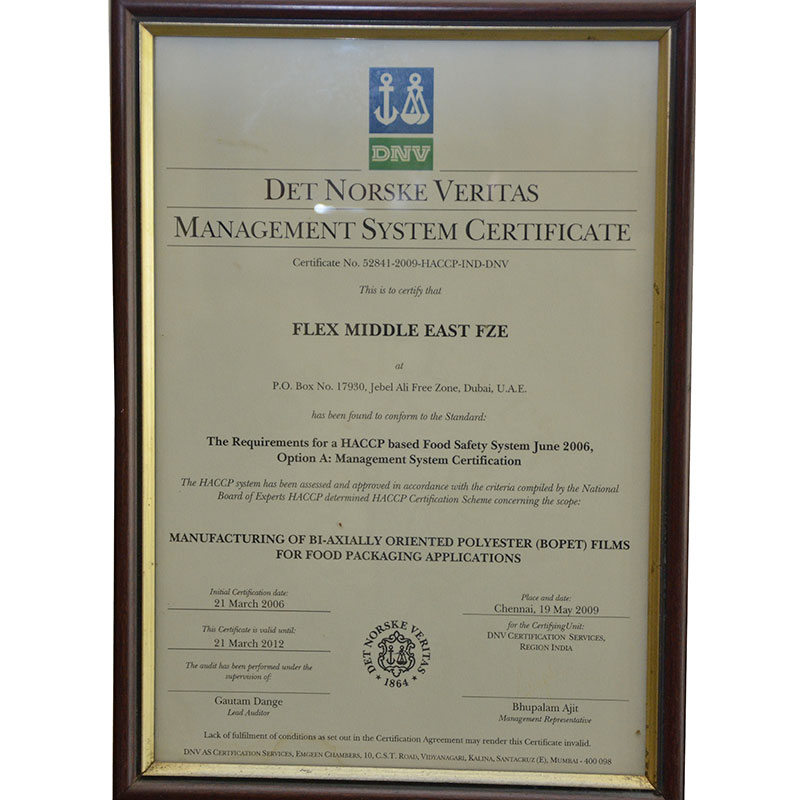 DNV
DET NORSKE VERITAS
MANAGEMENT SYSTEM CERTIFICATE
Certificate No. 52841-2009-HACCP-IND-DNV
This is to certify that
FLEX MIDDLE EAST FZE
at
P.O. Box No. 17930, Jebel Ali Free Zone, Dubai, U.A.E.
has been found to conform to the Standard:
The Requirements for a HACCP based Food Safety System June 2006,
Option A: Management System Certification
The HACCP system has been assessed and approved in accordance with the criteria compiled by the National
Board of Experts HACCP determined HACCP Certification Scheme concerning the scope:
MANUFACTURING OF BI-AXIALLY ORIENTED POLYESTER (BOPET) FILMS
FOR FOOD PACKAGING APPLICATIONS
Initial Certification date:
21 March 2006
This Certificate is valid until:
21 March 2012
The audit has been performed under the
supervision of:
Gautam Dange
Lead Auditor
DET NORSKE VERITAS
1864
Place and date:
Chennai, 19 May 2009
for the Certifying Unit:
DNV CERTIFICATION SERVICES,
REGION INDIA
Bhupalam Ajit
Management Representative
Lack of fulfilment of conditions as set out in the Certification Agreement may render this Certificate invalid.
DNV AS CERTFICATION SERVICES, EMGEEN CHAMBERS, 10, C.S.T. ROAD, VIDYANAGARI, KALINA, SANTACRUZ (E), MUMBAI - 400 098